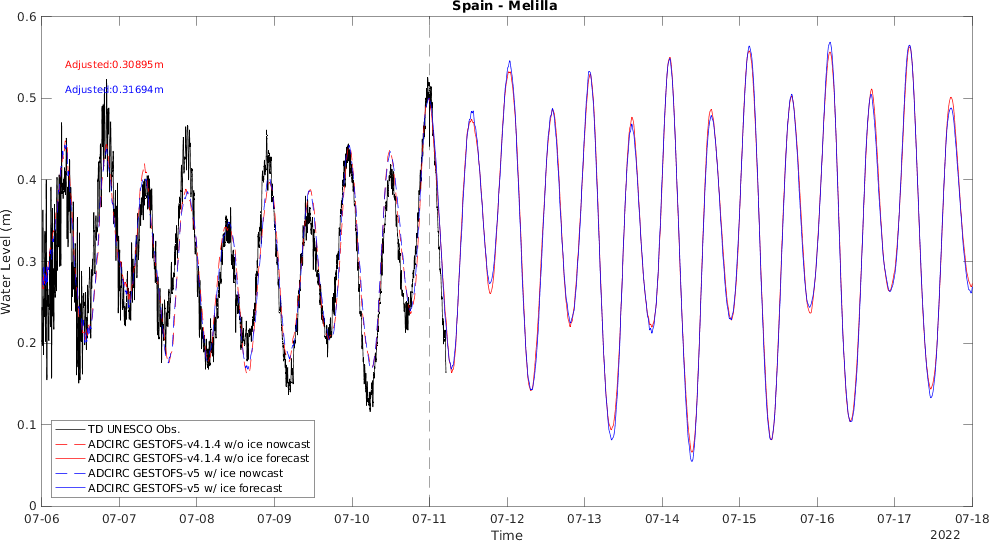 Spain - Melilla
0.6
0.5
0.4
0.3
0.2
0.1
0
Water Level (m)
Adjusted:0.30895m
Adjusted:0.31694m
TD UNESCO Obs.
ADCIRC GESTOFS-v4.1.4 w/o ice nowcast
ADCIRC GESTOFS-v4.1.4 w/o ice forecast
ADCIRC GESTOFS-v5 w/ ice nowcast
ADCIRC GESTOFS-v5 w/ ice forecast
07-06 07-07 07-08 07-09 07-10 07-11 07-12 07-13 07-14 07-15 07-16 07-17 07-18
Time
2022